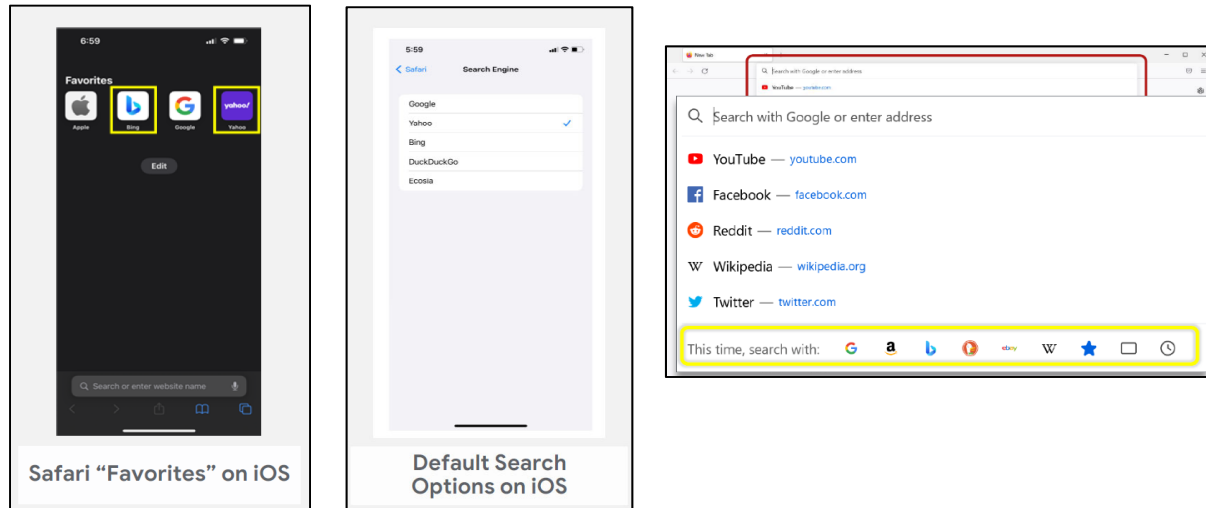 6:59
Favorites
yahoo!
Apple
Bing
Google
Yahoo
Edit
Search or enter website name
Safari “Favorites” on iOS
5:59
Safari
Search Engine
Google
Yahoo
Bing
DuckDuckGo
Ecosia
Default Search
Options on iOS
New Tab
Search with Google or enter address
YouTube — youtube.com
Search with Google or enter address
YouTube — youtube.com
Facebook — facebook.com
Reddit — reddit.com
W Wikipedia — wikipedia.org
Twitter — twitter.com
This time, search with: G a b ebay W